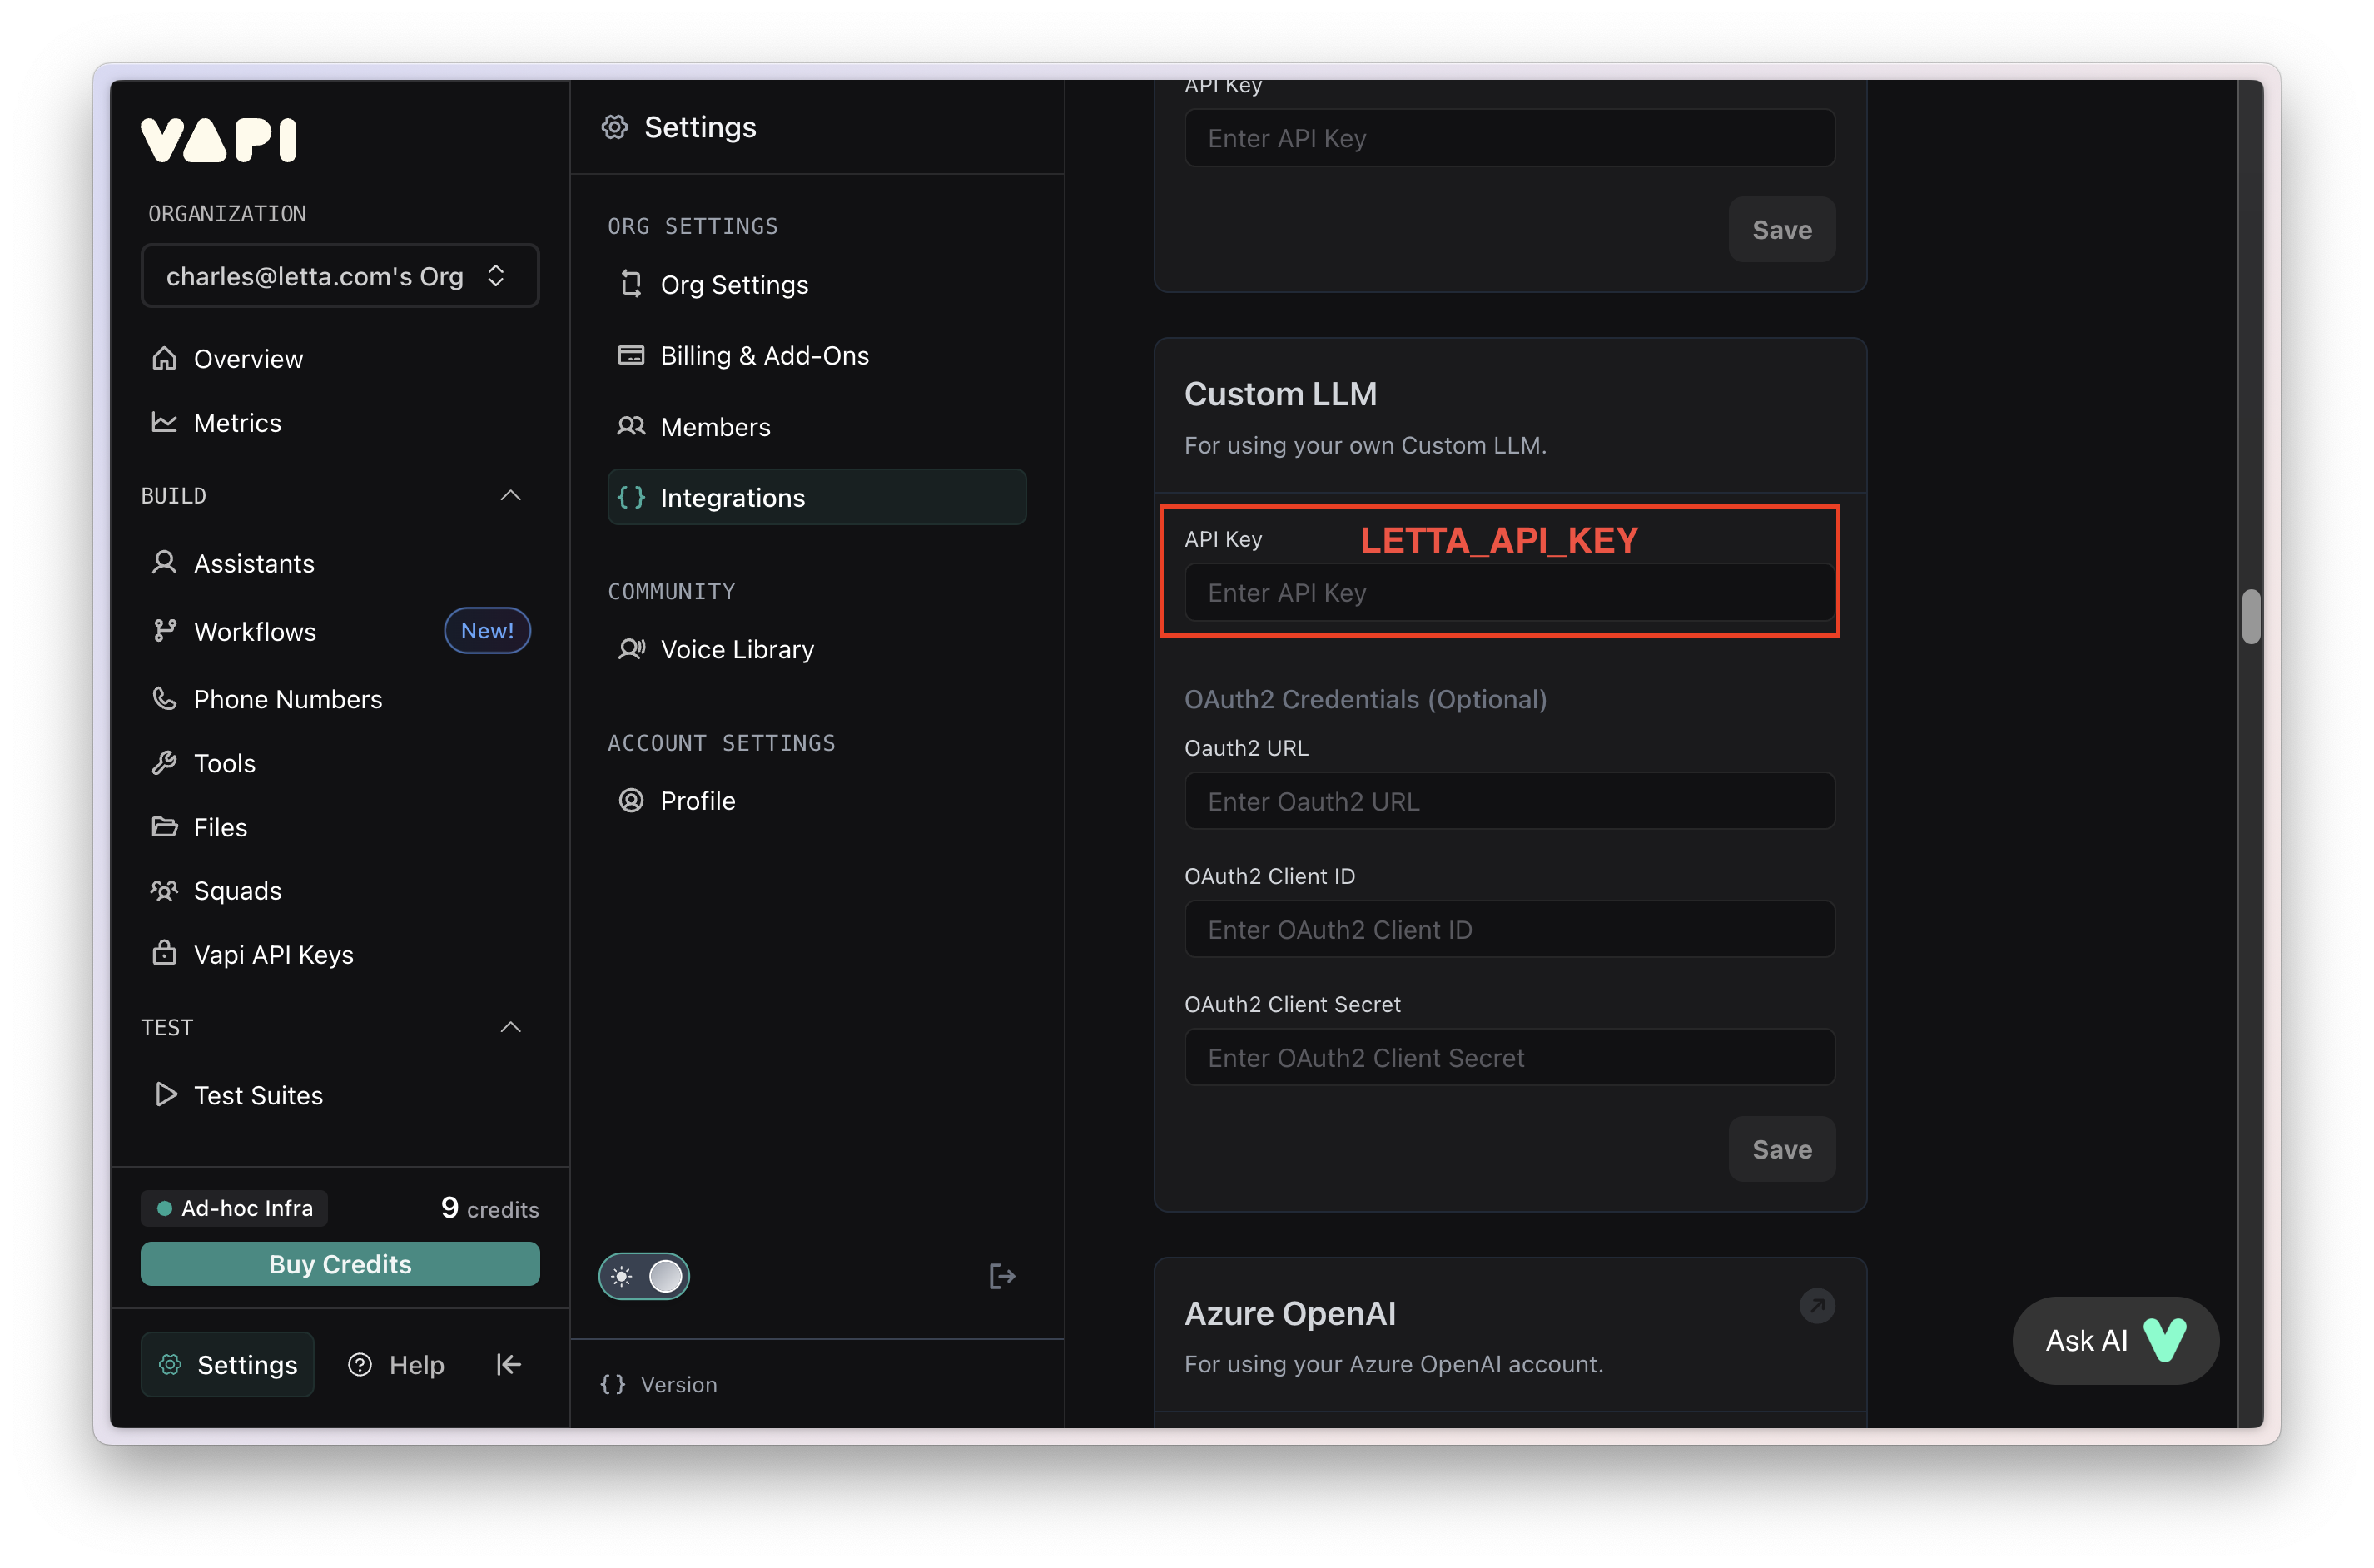 VAPI
ORGANIZATION
charles@letta.com's Org
Overview
Metrics
BUILD
Assistants
Workflows
New!
Phone Numbers
Tools
Files
Squads
Vapi API Keys
TEST
Test Suites
Ad-hoc Infra
9 credits
Buy Credits
Settings
Help
Settings
ORG SETTINGS
Org Settings
Billing & Add-Ons
Members
Integrations
COMMUNITY
Voice Library
ACCOUNT SETTINGS
Profile
Version
API Key
Enter API Key
Save
Custom LLM
For using your own Custom LLM.
API Key LETTA_API_KEY
Enter API Key
OAuth2 Credentials (Optional)
Oauth2 URL
Enter Oauth2 URL
OAuth2 Client ID
Enter OAuth2 Client ID
OAuth2 Client Secret
Enter OAuth2 Client Secret
Save
Azure OpenAI
For using your Azure OpenAI account.
Ask AI